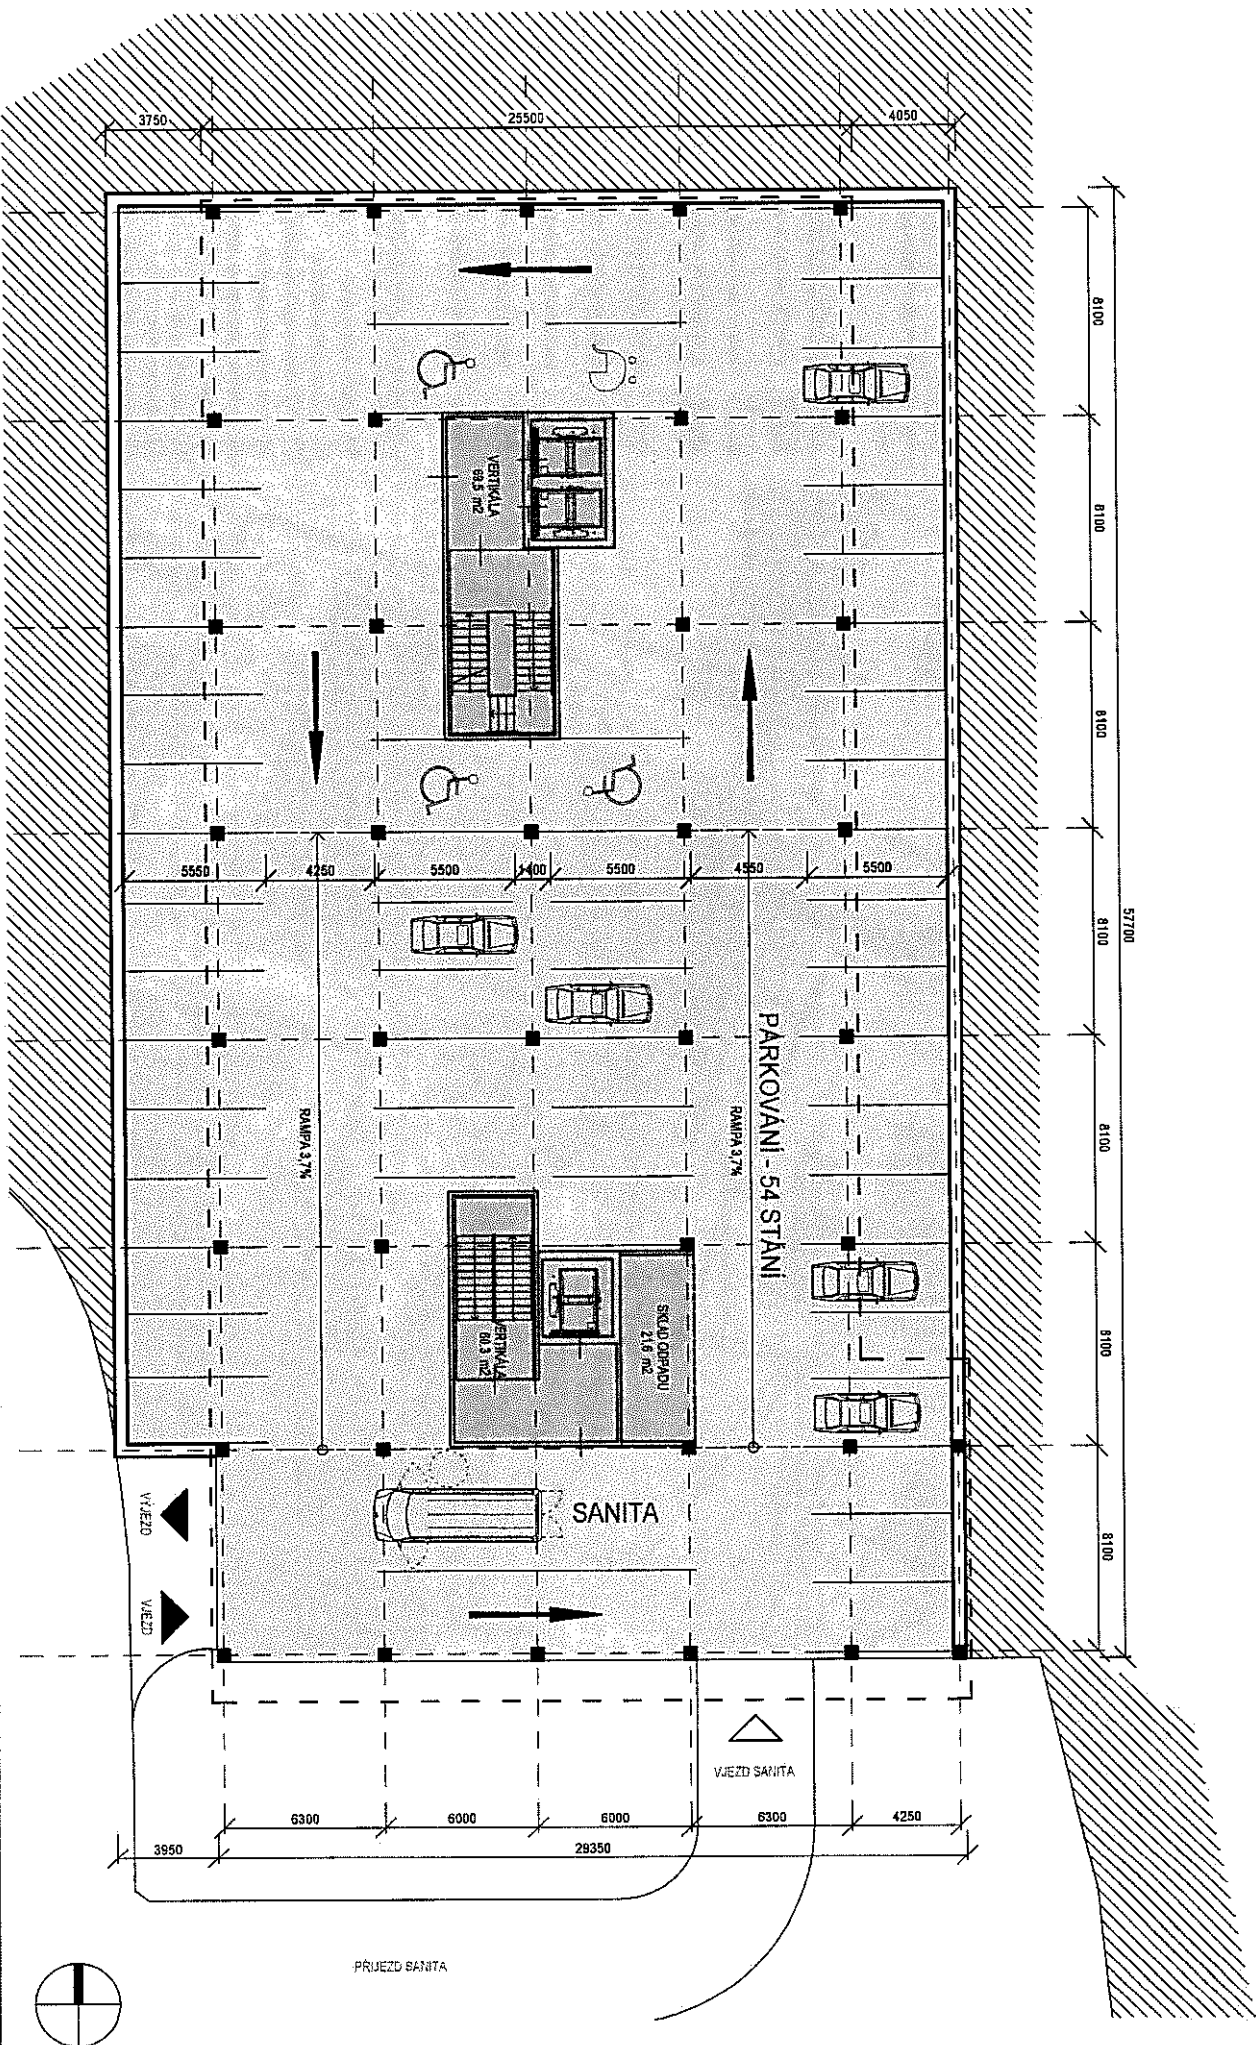 3750
25500
4050
8100
8100
8100
8100
8100
8100
8100
57700
VERTIKÁLA
69,5 m2
5550
4250
5500
1400
5500
4550
5500
PARKOVÁNÍ - 54 STÁNÍ
RAMPA 3,7%
RAMPA 3,7%
VERTIKÁLA
60,3 m2
SKLAD ODPADU
21,6 m2
SANITA
VÝJEZD
VJEZD
VJEZD SANITA
6300
6000
6000
6300
4250
3950
29350
PŘÍJEZD SANITA